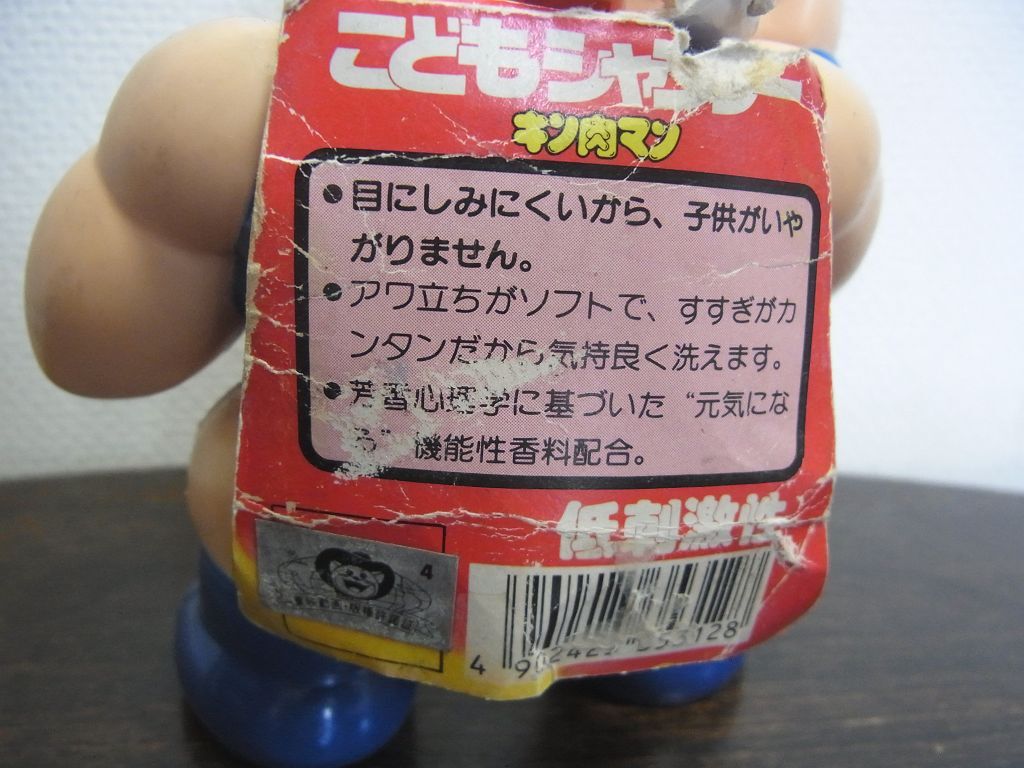 こどもシャンプー
キン肉マン
●目にしみにくいから、子供がいや
がりません。
●アワ立ちがソフトで、すすぎがカ
ンタンだから気持良く洗えます。
●芳香心理学に基づいた“元気にな
る”機能性香料配合。
低刺激性
4